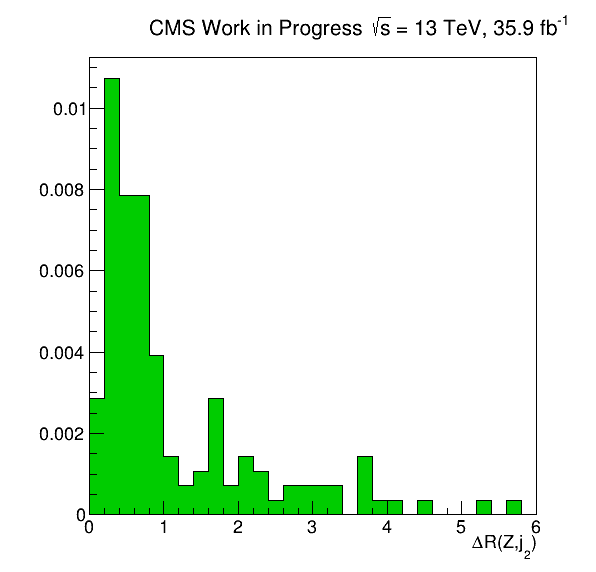 CMS Work in Progress √s = 13 TeV, 35.9 fb⁻¹
0.01
0.008
0.006
0.004
0.002
0
0 1 2 3 4 5 6
ΔR(Z,j₂)